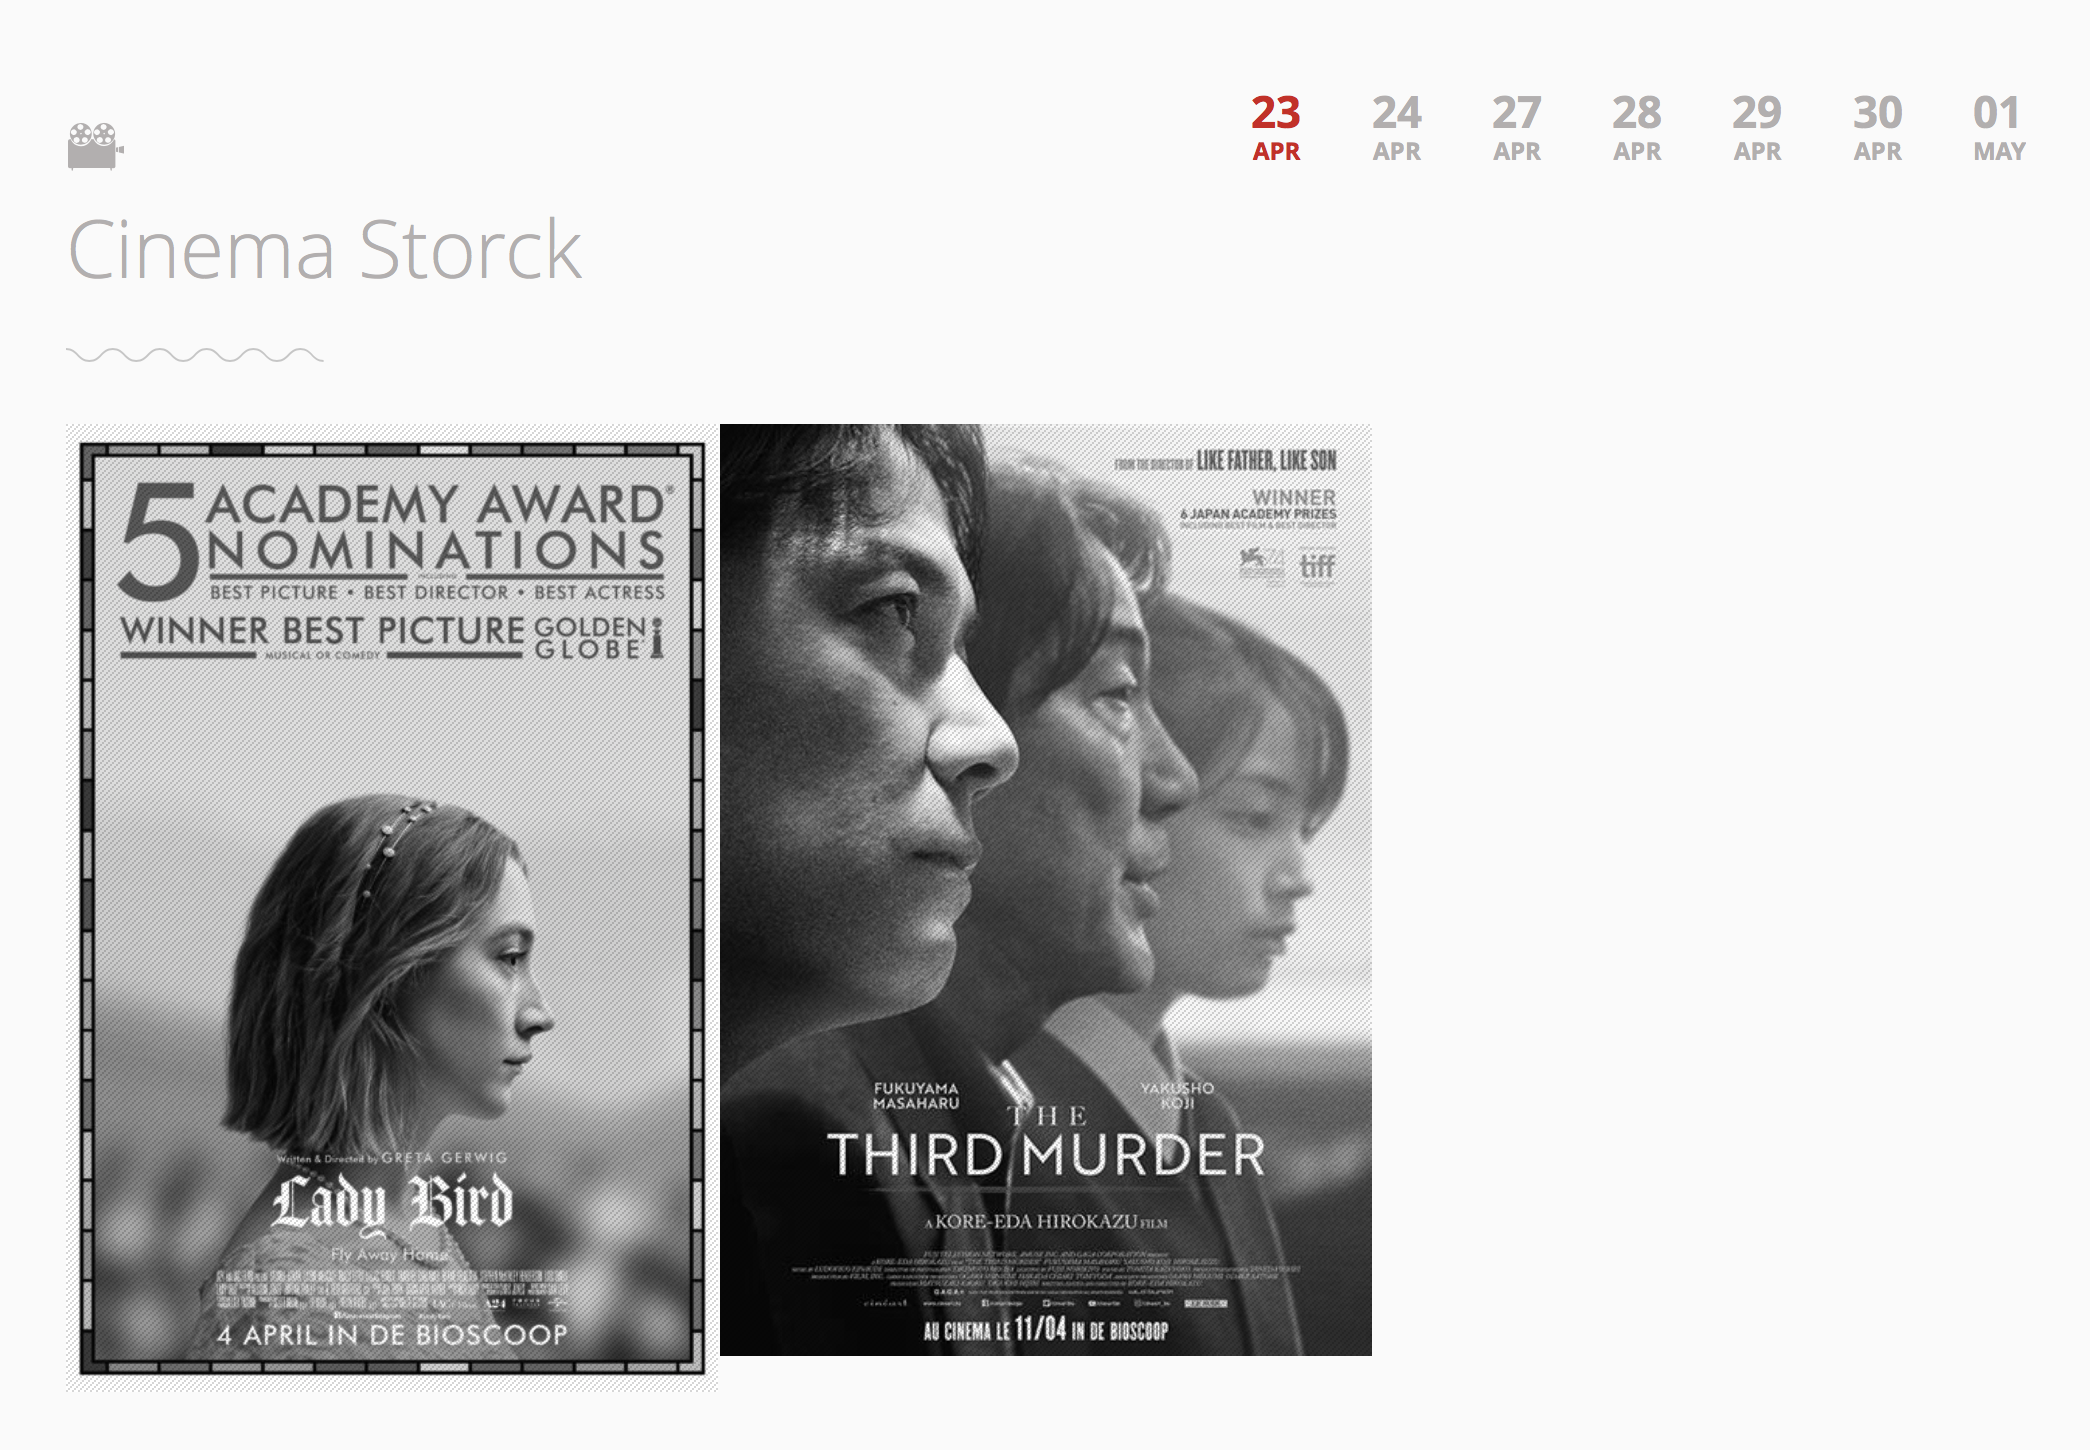 23 24 27 28 29 30 01
APR APR APR APR APR APR MAY
Cinema Storck
5 ACADEMY AWARD®
NOMINATIONS
BEST PICTURE • BEST DIRECTOR • BEST ACTRESS
WINNER BEST PICTURE GOLDEN GLOBE
MUSICAL OR COMEDY
Written & Directed by GRETA GERWIG
Lady Bird
Fly Away Home
4 APRIL IN DE BIOSCOOP
FROM THE DIRECTOR OF LIKE FATHER, LIKE SON
WINNER
6 JAPAN ACADEMY PRIZES
INCLUDING BEST FILM & BEST DIRECTOR
74
tiff
FUKUYAMA MASAHARU
YAKUSHO KOJI
THE
THIRD MURDER
A KORE-EDA HIROKAZU FILM
AU CINEMA LE 11/04 IN DE BIOSCOOP